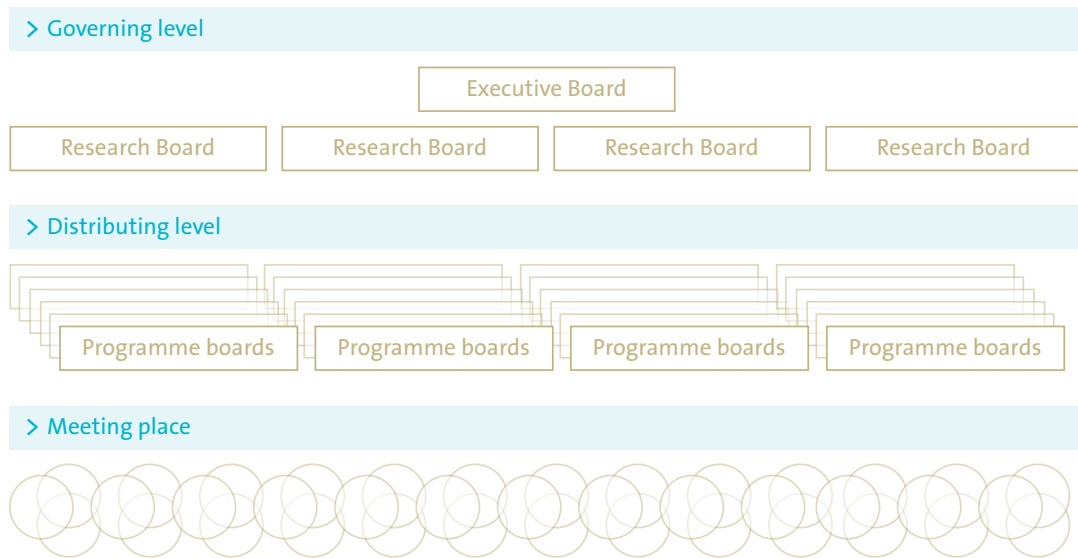 > Governing level
Executive Board
Research Board Research Board Research Board Research Board
> Distributing level
Programme boards Programme boards Programme boards Programme boards
> Meeting place